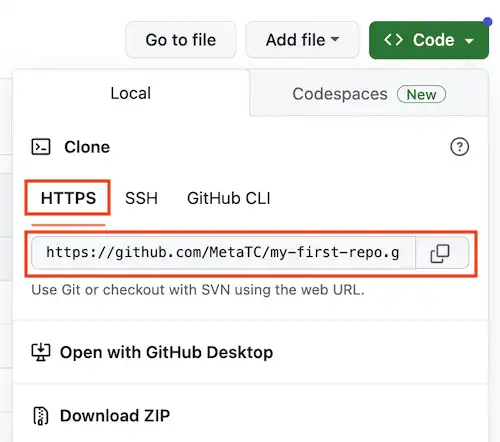 Go to file Add file Code
Local Codespaces New
Clone
HTTPS SSH GitHub CLI
https://github.com/MetaTC/my-first-repo.g
Use Git or checkout with SVN using the web URL.
Open with GitHub Desktop
Download ZIP